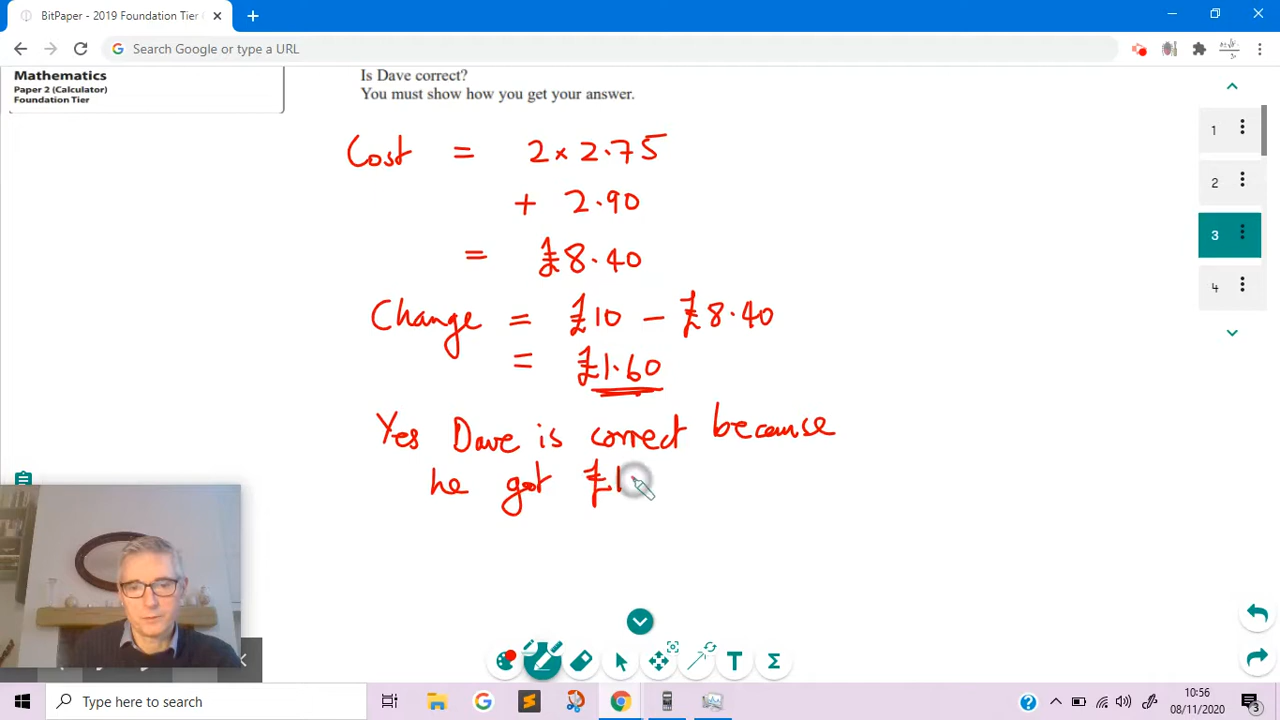 BitPaper - 2019 Foundation Tier
Search Google or type a URL
Mathematics
Paper 2 (Calculator)
Foundation Tier
Is Dave correct?
You must show how you get your answer.
Cost = 2 × 2.75
+ 2.90
= £8.40
Change = £10 - £8.40
= £1.60
Yes Dave is correct because
he got £1
1
2
3
4
T
Σ
Type here to search
10:56
08/11/2020
3